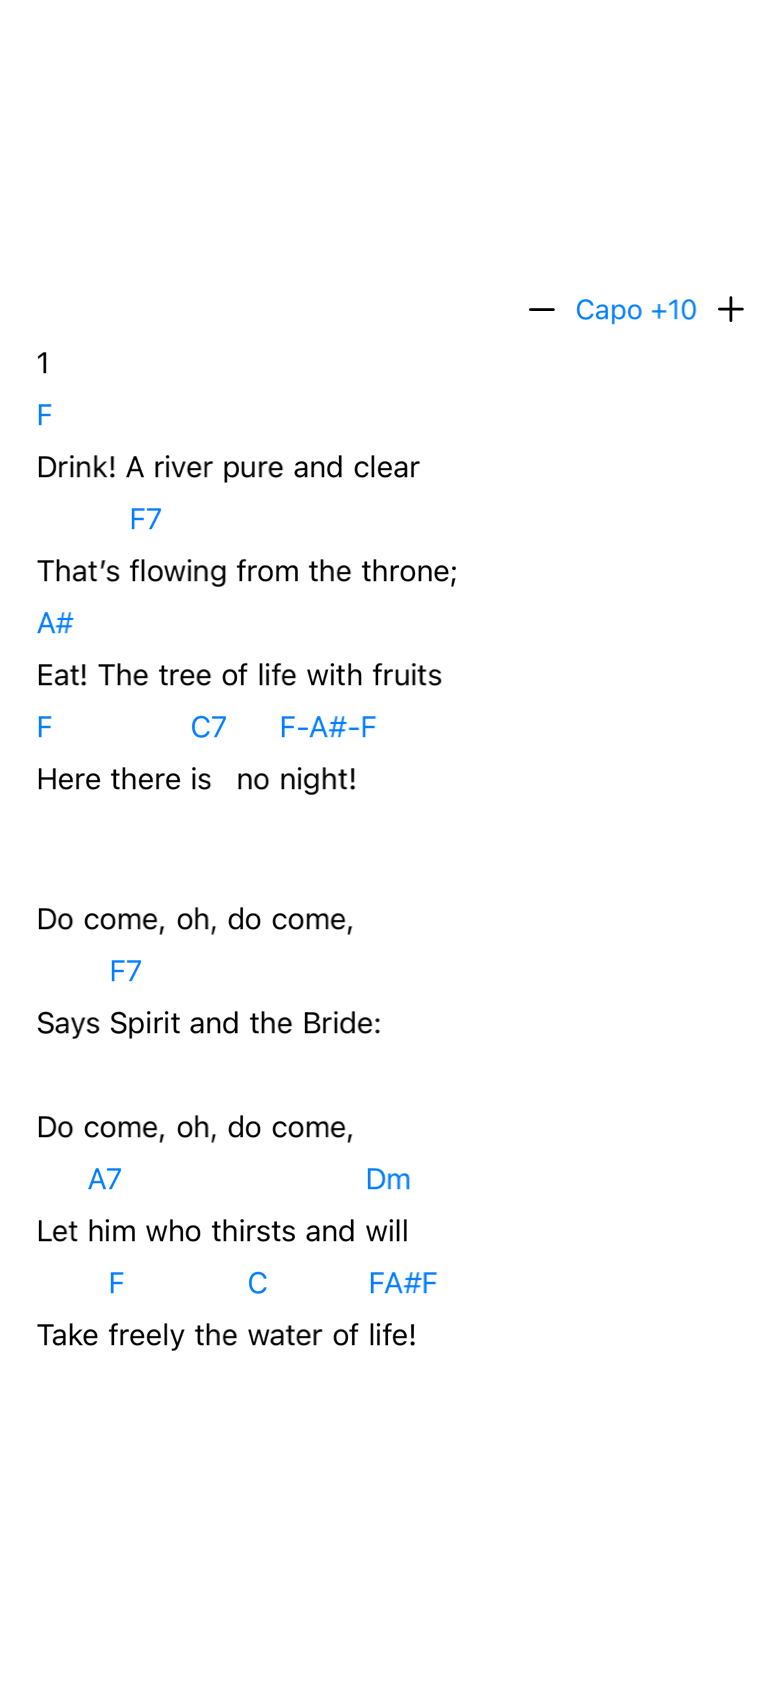 − Capo +10 +
1
F
Drink! A river pure and clear
F7
That’s flowing from the throne;
A#
Eat! The tree of life with fruits
F C7 F-A#-F
Here there is no night!
Do come, oh, do come,
F7
Says Spirit and the Bride:
Do come, oh, do come,
A7 Dm
Let him who thirsts and will
F C FA#F
Take freely the water of life!